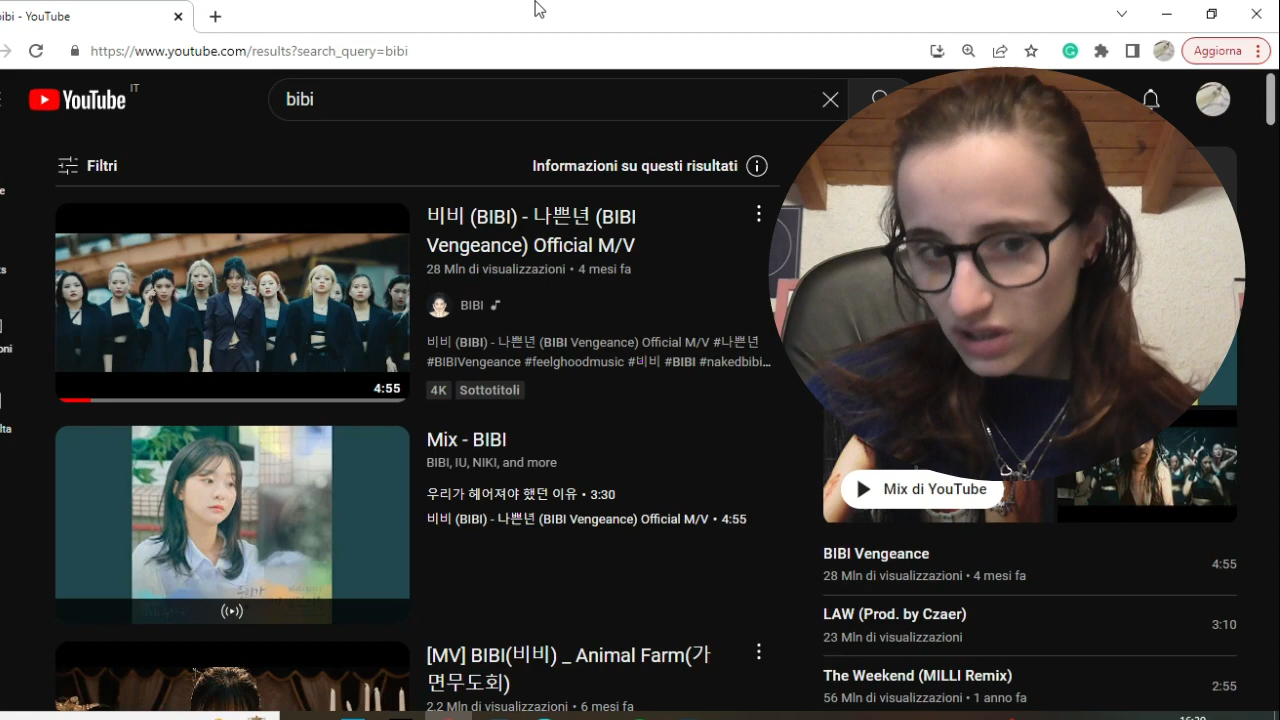 bibi - YouTube
https://www.youtube.com/results?search_query=bibi
Aggiorna
YouTube
IT
bibi
Filtri
Informazioni su questi risultati
비비 (BIBI) - 나쁜년 (BIBI
Vengeance) Official M/V
28 Mln di visualizzazioni • 4 mesi fa
BIBI
비비 (BIBI) - 나쁜년 (BIBI Vengeance) Official M/V #나쁜년
#BIBIVengeance #feelghoodmusic #비비 #BIBI #nakedbibi...
4K
Sottotitoli
4:55
Mix - BIBI
BIBI, IU, NIKI, and more
우리가 헤어져야 했던 이유 • 3:30
비비 (BIBI) - 나쁜년 (BIBI Vengeance) Official M/V • 4:55
[MV] BIBI(비비) _ Animal Farm(가
면무도회)
2,2 Mln di visualizzazioni • 6 mesi fa
Mix di YouTube
BIBI Vengeance
28 Mln di visualizzazioni • 4 mesi fa
4:55
LAW (Prod. by Czaer)
23 Mln di visualizzazioni
3:10
The Weekend (MILLI Remix)
56 Mln di visualizzazioni • 1 anno fa
2:55